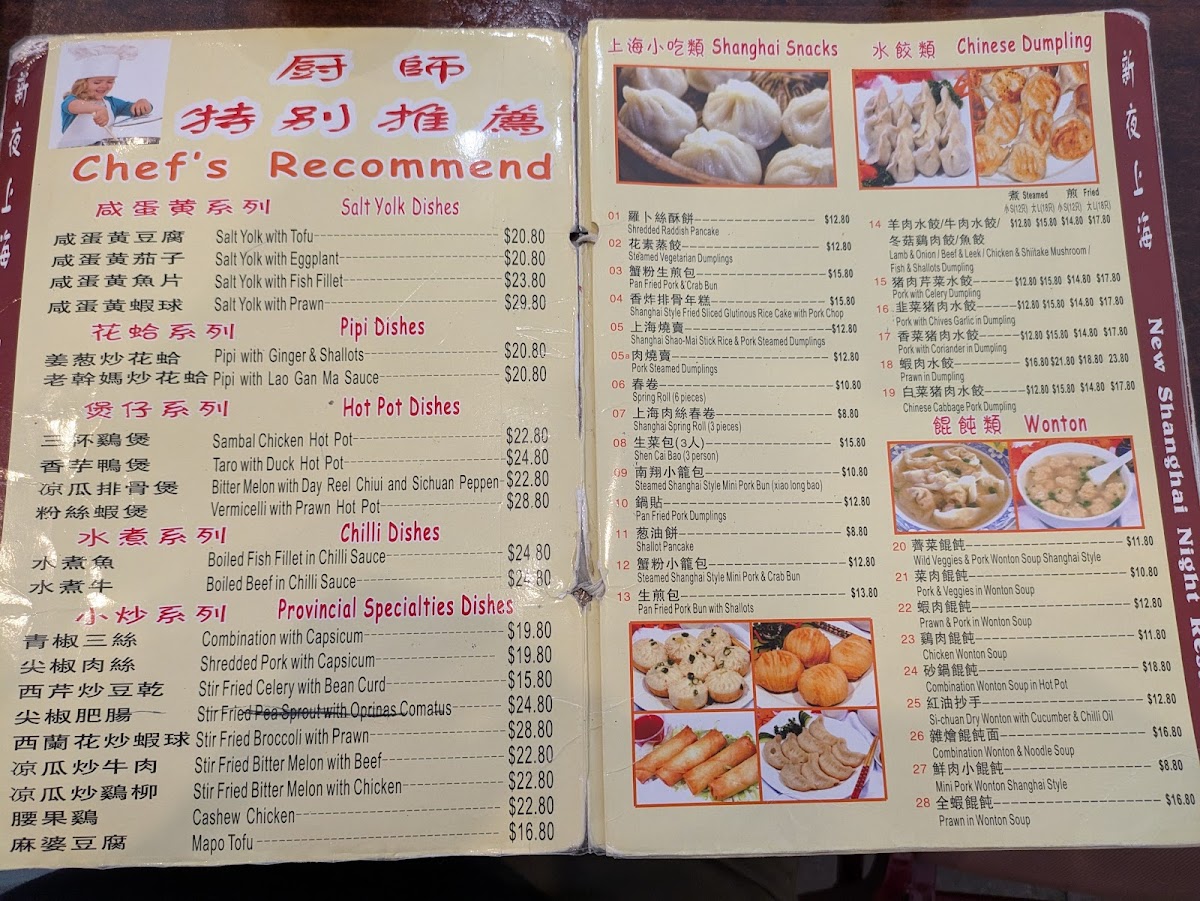 新夜上海
厨師
特别推薦
Chef's Recommend
咸蛋黄系列 Salt Yolk Dishes
咸蛋黄豆腐 Salt Yolk with Tofu $20.80
咸蛋黄茄子 Salt Yolk with Eggplant $20.80
咸蛋黄魚片 Salt Yolk with Fish Fillet $23.80
咸蛋黄蝦球 Salt Yolk with Prawn $29.80
花蛤系列 Pipi Dishes
姜葱炒花蛤 Pipi with Ginger & Shallots $20.80
老幹媽炒花蛤 Pipi with Lao Gan Ma Sauce $20.80
煲仔系列 Hot Pot Dishes
三杯鷄煲 Sambal Chicken Hot Pot $22.80
香芋鴨煲 Taro with Duck Hot Pot $24.80
凉瓜排骨煲 Bitter Melon with Day Reel Chiui and Sichuan Peppen $22.80
粉絲蝦煲 Vermicelli with Prawn Hot Pot $28.80
水煮系列 Chilli Dishes
水煮魚 Boiled Fish Fillet in Chilli Sauce $24.80
水煮牛 Boiled Beef in Chilli Sauce $24.80
小炒系列 Provincial Specialties Dishes
青椒三絲 Combination with Capsicum $19.80
尖椒肉絲 Shredded Pork with Capsicum $19.80
西芹炒豆乾 Stir Fried Celery with Bean Curd $15.80
尖椒肥腸 Stir Fried Pea Sprout with Oprinas Comatus $24.80
西蘭花炒蝦球 Stir Fried Broccoli with Prawn $28.80
凉瓜炒牛肉 Stir Fried Bitter Melon with Beef $22.80
凉瓜炒鷄柳 Stir Fried Bitter Melon with Chicken $22.80
腰果鷄 Cashew Chicken $22.80
麻婆豆腐 Mapo Tofu $16.80
上海小吃類 Shanghai Snacks
01 羅卜絲酥餅 $12.80
Shredded Raddish Pancake
02 花素蒸餃 $12.80
Steamed Vegetarian Dumplings
03 蟹粉生煎包 $15.80
Pan Fried Pork & Crab Bun
04 香炸排骨年糕 $15.80
Shanghai Style Fried Sliced Glutinous Rice Cake with Pork Chop
05 上海燒賣 $12.80
Shanghai Shao-Mai Stick Rice & Pork Steamed Dumplings
05a 肉燒賣 $12.80
Pork Steamed Dumplings
06 春卷 $10.80
Spring Roll (6 pieces)
07 上海肉絲春卷 $8.80
Shanghai Spring Roll (3 pieces)
08 生菜包(3人) $15.80
Shen Cai Bao (3 person)
09 南翔小籠包 $10.80
Steamed Shanghai Style Mini Pork Bun (xiao long bao)
10 鍋貼 $12.80
Pan Fried Pork Dumplings
11 葱油餅 $8.80
Shallot Pancake
12 蟹粉小籠包 $12.80
Steamed Shanghai Style Mini Pork & Crab Bun
13 生煎包 $13.80
Pan Fried Pork Bun with Shallots
水餃類 Chinese Dumpling
煮 Steamed 煎 Fried
小S(12只) 大L(18只) 小S(12只) 大L(18只)
14 羊肉水餃/牛肉水餃/ $12.80 $15.80 $14.80 $17.80
冬菇鷄肉餃/魚餃
Lamb & Onion / Beef & Leek / Chicken & Shiitake Mushroom /
Fish & Shallots Dumpling
15 猪肉芹菜水餃 $12.80 $15.80 $14.80 $17.80
Pork with Celery Dumpling
16 韭菜猪肉水餃 $12.80 $15.80 $14.80 $17.80
Pork with Chives Garlic in Dumpling
17 香菜猪肉水餃 $12.80 $15.80 $14.80 $17.80
Pork with Coriander in Dumpling
18 蝦肉水餃 $16.80 $21.80 $18.80 23.80
Prawn in Dumpling
19 白菜猪肉水餃 $12.80 $15.80 $14.80 $17.80
Chinese Cabbage Pork Dumpling
餛飩類 Wonton
20 薺菜餛飩 $11.80
Wild Veggies & Pork Wonton Soup Shanghai Style
21 菜肉餛飩 $10.80
Pork & Veggies in Wonton Soup
22 蝦肉餛飩 $12.80
Prawn & Pork in Wonton Soup
23 鷄肉餛飩 $11.80
Chicken Wonton Soup
24 砂鍋餛飩 $18.80
Combination Wonton Soup in Hot Pot
25 紅油抄手 $12.80
Si-chuan Dry Wonton with Cucumber & Chilli Oil
26 雜燴餛飩面 $16.80
Combination Wonton & Noodle Soup
27 鮮肉小餛飩 $8.80
Mini Pork Wonton Shanghai Style
28 全蝦餛飩 $16.80
Prawn in Wonton Soup
新夜上海
New Shanghai Night